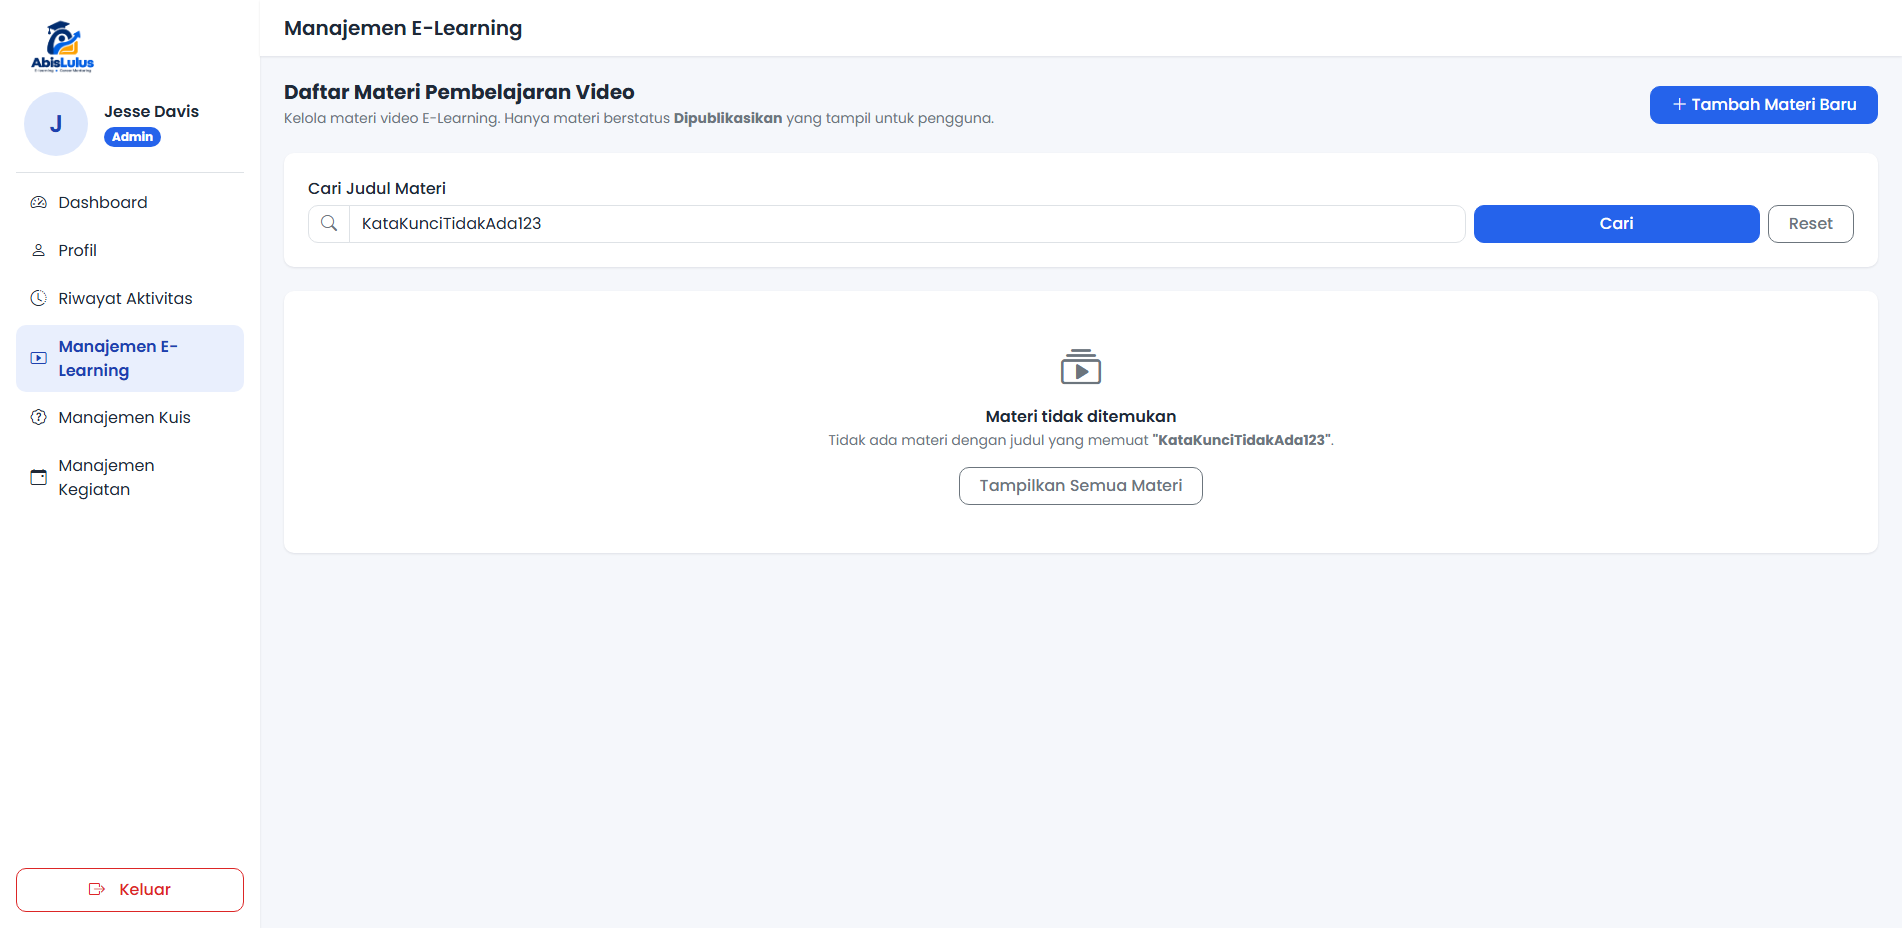 AbisLulus
J
Jesse Davis
Admin
Dashboard
Profil
Riwayat Aktivitas
Manajemen E-
Learning
Manajemen Kuis
Manajemen
Kegiatan
Keluar
Manajemen E-Learning
Daftar Materi Pembelajaran Video
Kelola materi video E-Learning. Hanya materi berstatus Dipublikasikan yang tampil untuk pengguna.
+ Tambah Materi Baru
Cari Judul Materi
KataKunciTidakAda123
Cari
Reset
Materi tidak ditemukan
Tidak ada materi dengan judul yang memuat "KataKunciTidakAda123".
Tampilkan Semua Materi